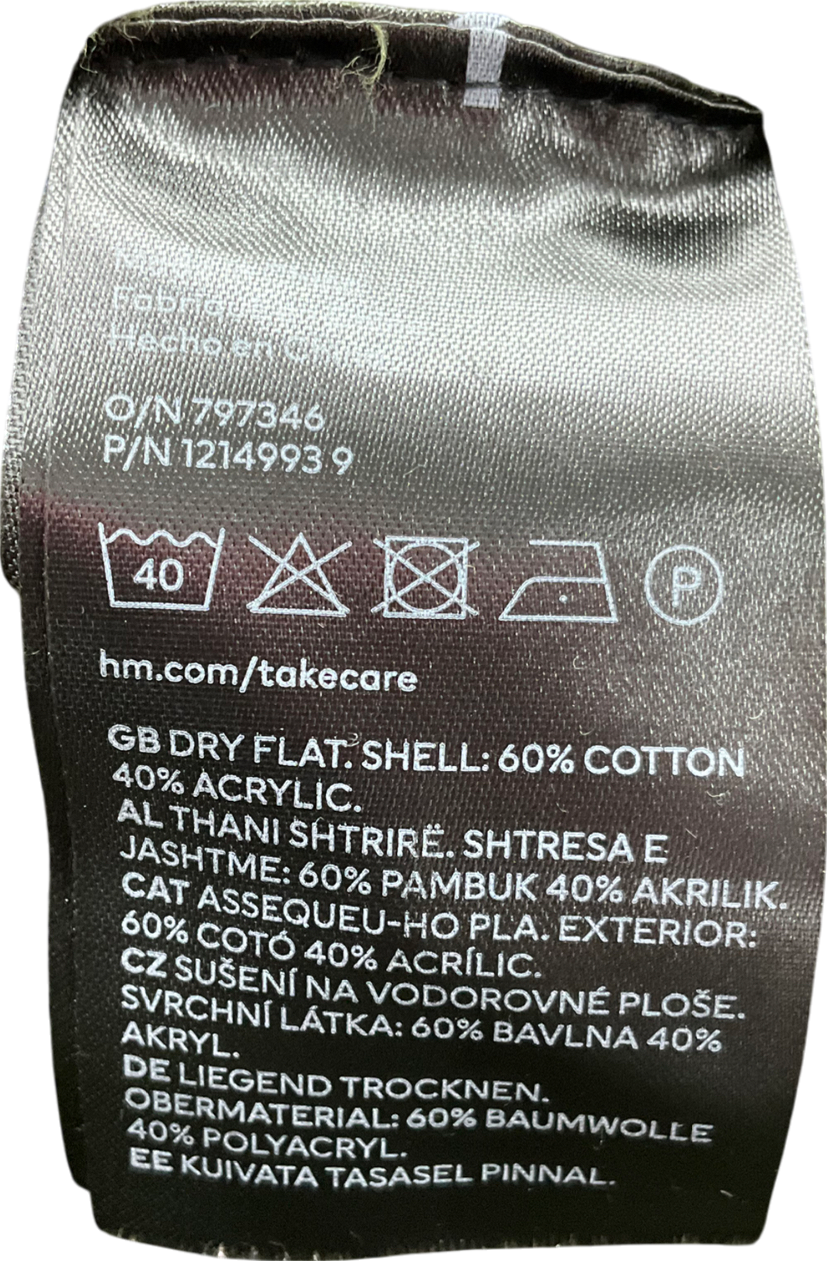 Hecho en
O/N 797346
P/N 1214993 9
40
P
hm.com/takecare
GB DRY FLAT. SHELL: 60% COTTON
40% ACRYLIC.
AL THANI SHTRIRË. SHTRESA E
JASHTME: 60% PAMBUK 40% AKRILIK.
CAT ASSEQUEU-HO PLA. EXTERIOR:
60% COTÓ 40% ACRÍLIC.
CZ SUŠENÍ NA VODOROVNÉ PLOŠE.
SVRCHNÍ LÁTKA: 60% BAVLNA 40%
AKRYL.
DE LIEGEND TROCKNEN.
OBERMATERIAL: 60% BAUMWOLLE
40% POLYACRYL.
EE KUIVATA TASASEL PINNAL.